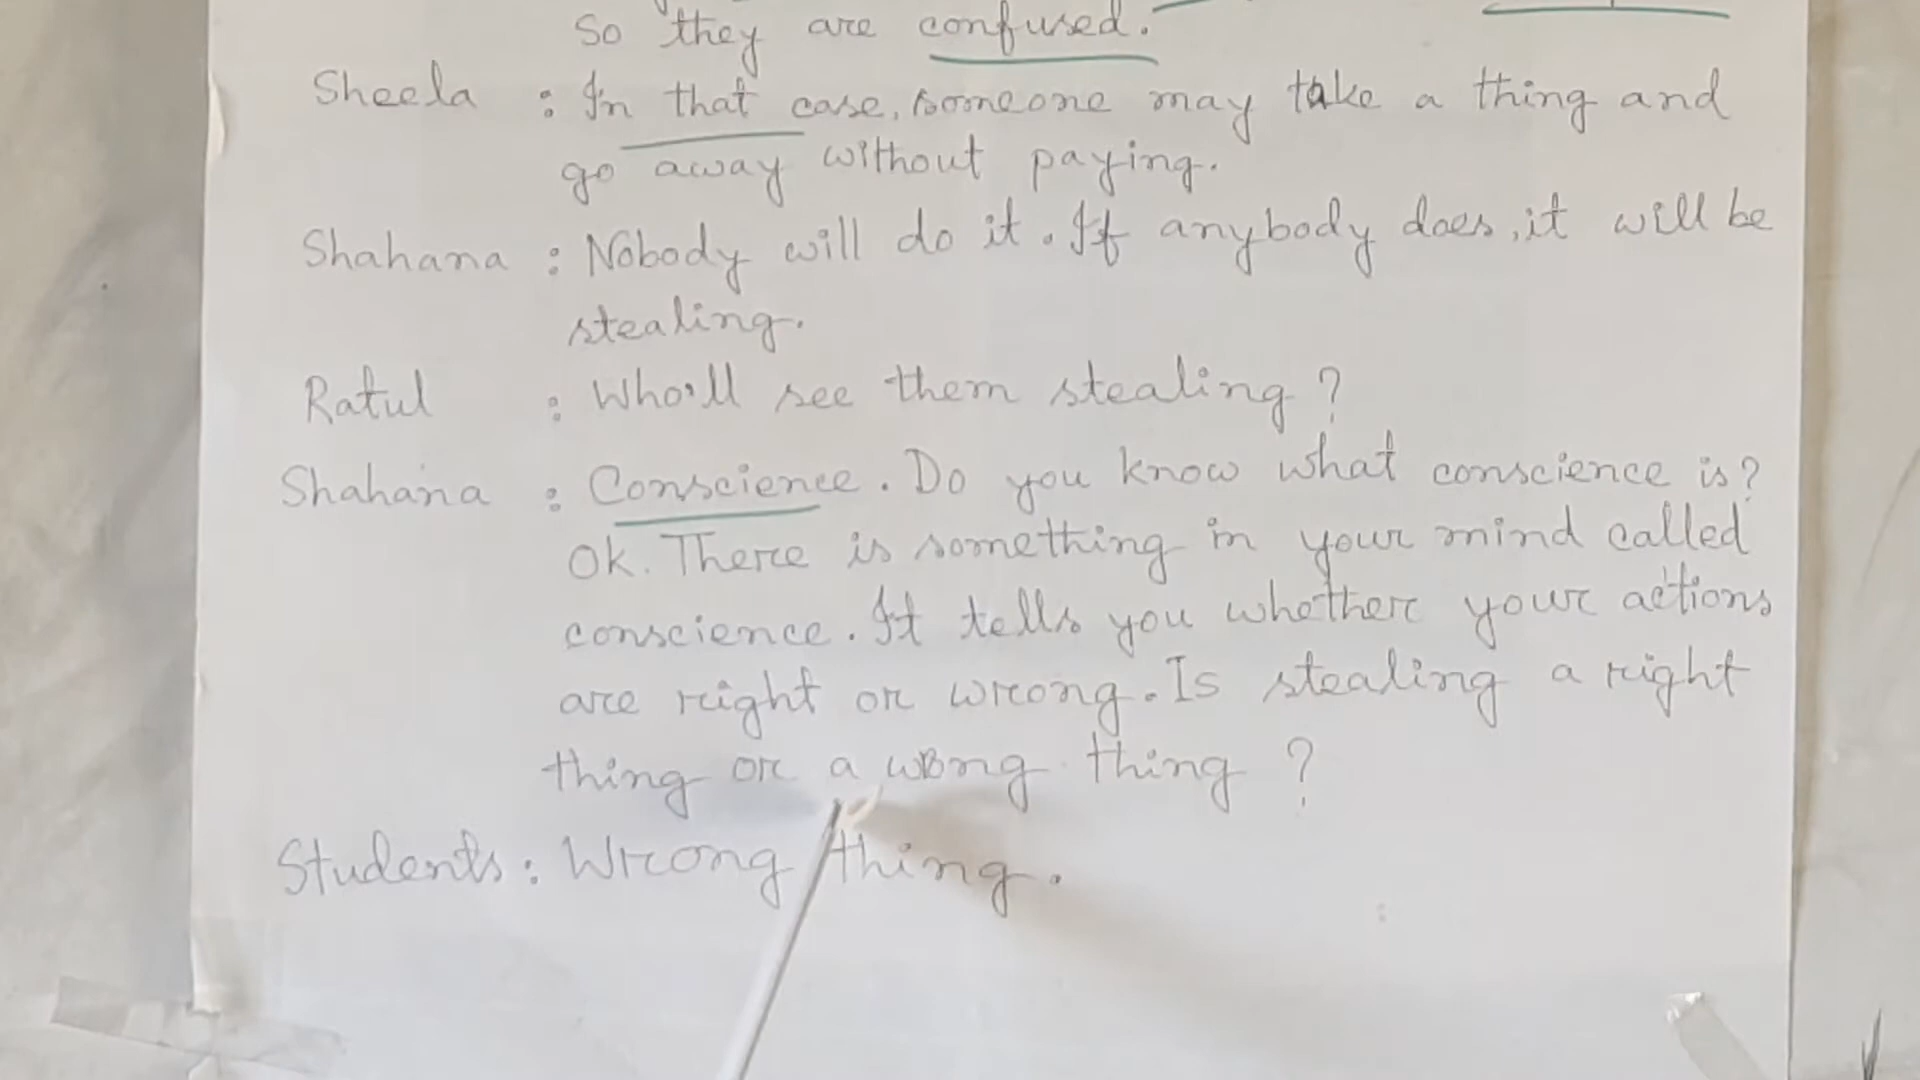 So they are confused.
Sheela : In that case, someone may take a thing and
go away without paying.
Shahana : Nobody will do it. If anybody does, it will be
stealing.
Ratul : Who'll see them stealing?
Shahana : Conscience. Do you know what conscience is?
Ok. There is something in your mind called
conscience. It tells you whether your actions
are right or wrong. Is stealing a right
thing or a wrong thing?
Students : Wrong thing.